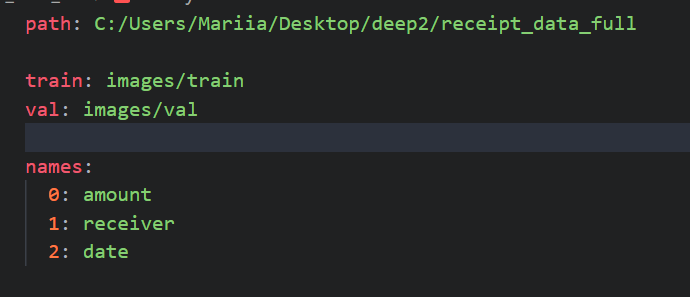 path: C:/Users/Mariia/Desktop/deep2/receipt_data_full
train: images/train
val: images/val
names:
0: amount
1: receiver
2: date